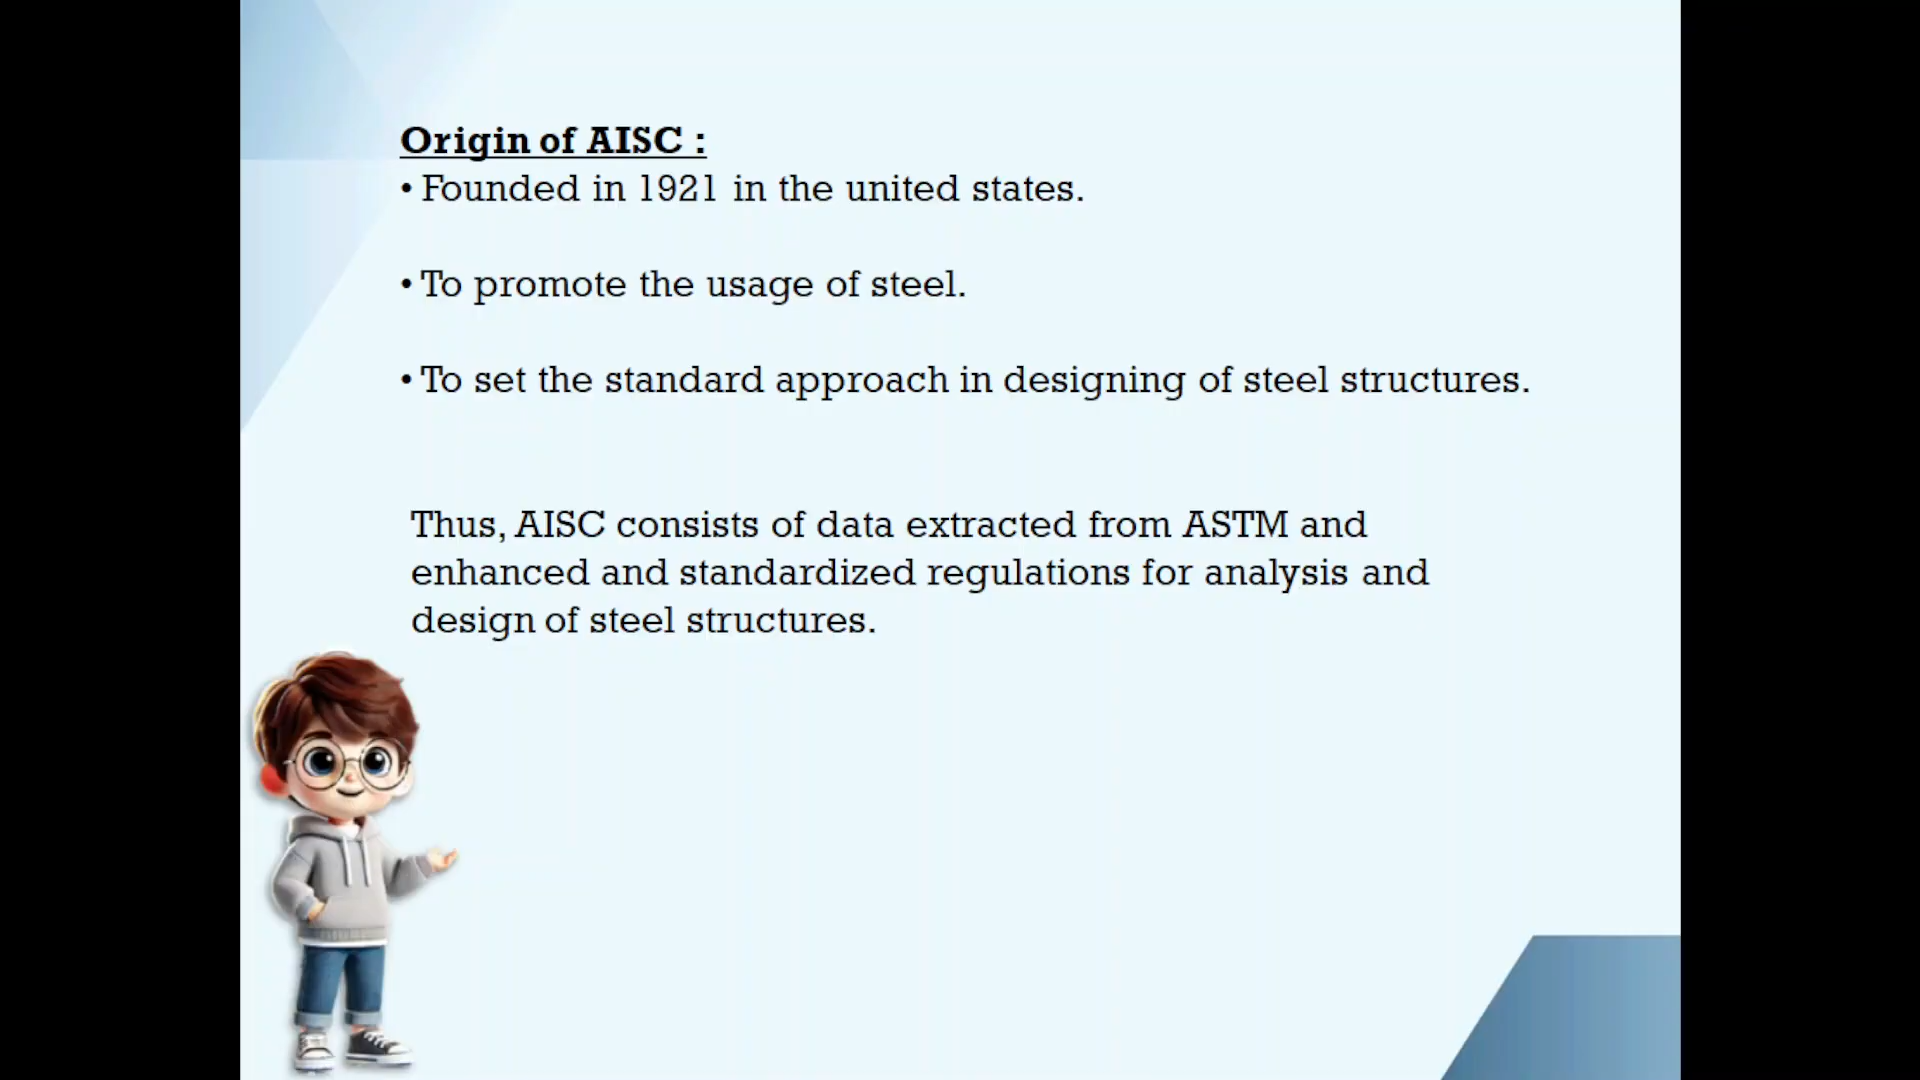 Origin of AISC :
• Founded in 1921 in the united states.
• To promote the usage of steel.
• To set the standard approach in designing of steel structures.
Thus, AISC consists of data extracted from ASTM and
enhanced and standardized regulations for analysis and
design of steel structures.